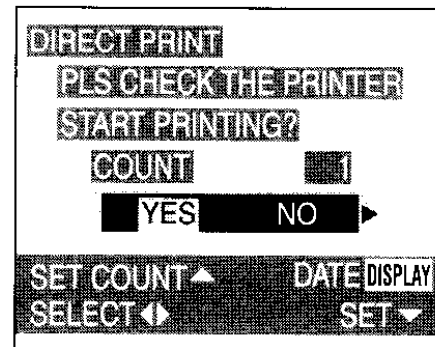 DIRECT PRINT
PLS CHECK THE PRINTER
START PRINTING?
COUNT 1
YES NO
SET COUNT DATE DISPLAY
SELECT SET